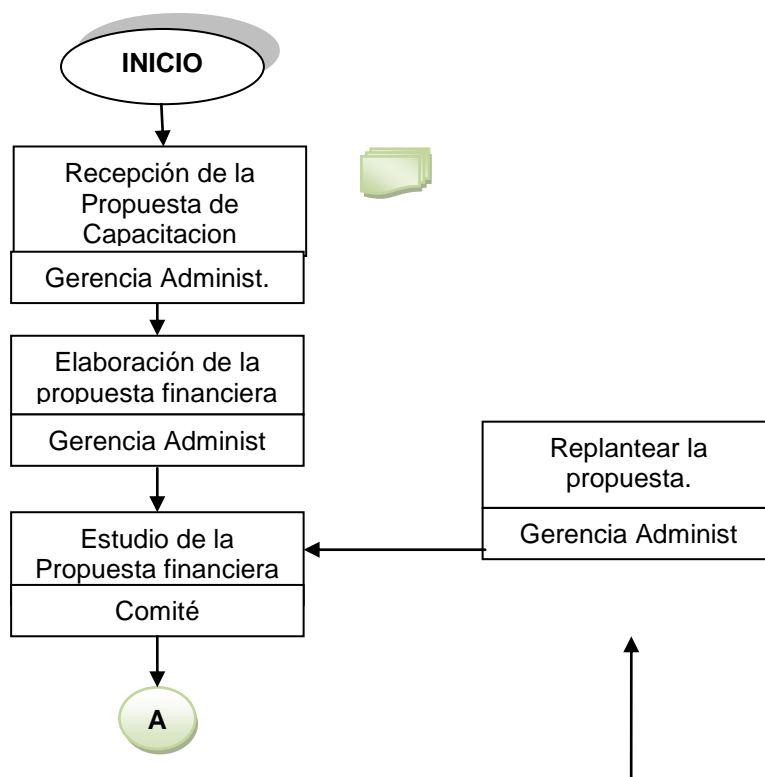 INICIO
Recepción de la
Propuesta de
Capacitacion
Gerencia Administ.
Elaboración de la
propuesta financiera
Gerencia Administ
Replantear la
propuesta.
Gerencia Administ
Estudio de la
Propuesta financiera
Comité
A